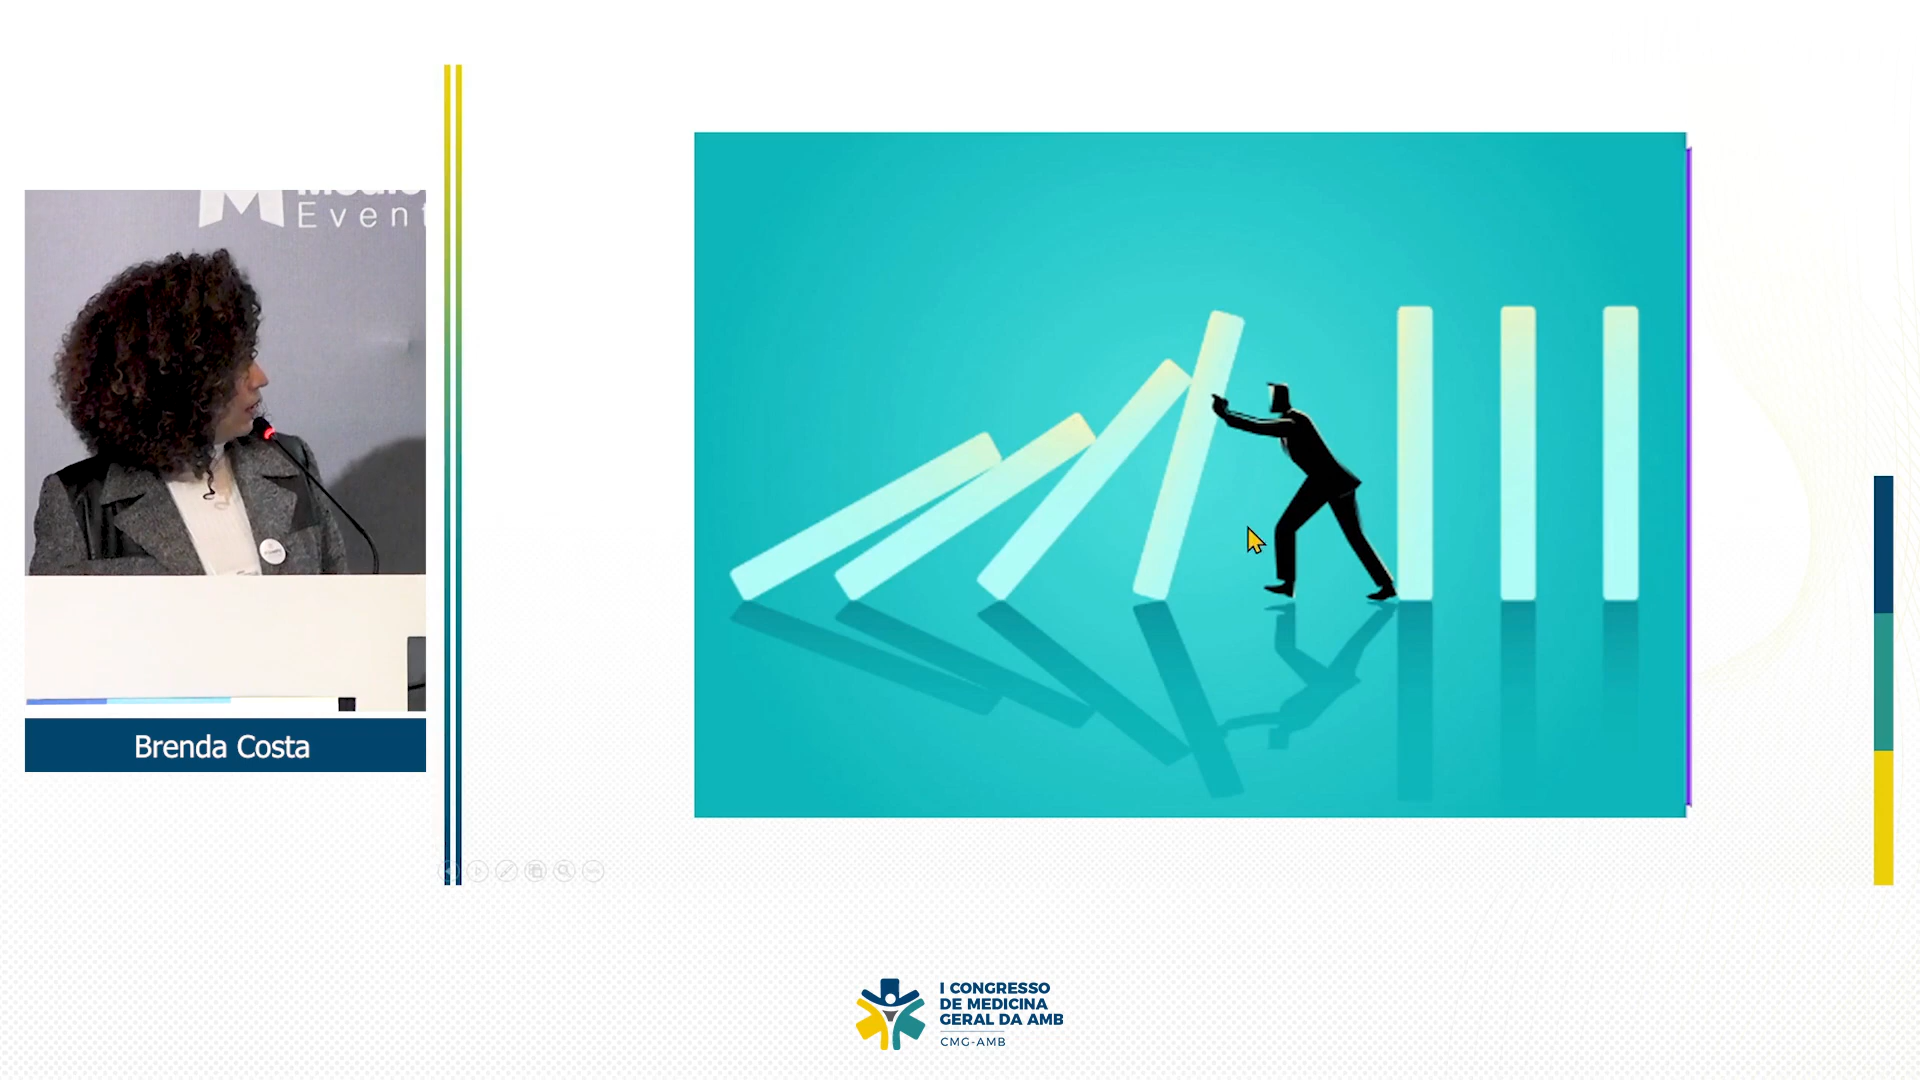 Event
Brenda Costa
I CONGRESSO
DE MEDICINA
GERAL DA AMB
CMG-AMB